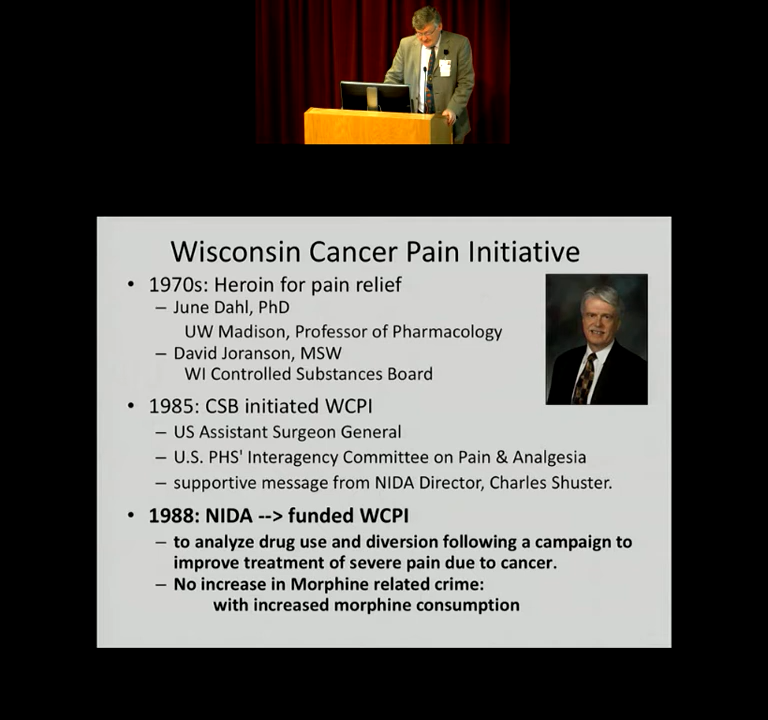 Wisconsin Cancer Pain Initiative
• 1970s: Heroin for pain relief
– June Dahl, PhD
UW Madison, Professor of Pharmacology
– David Joranson, MSW
WI Controlled Substances Board
• 1985: CSB initiated WCPI
– US Assistant Surgeon General
– U.S. PHS' Interagency Committee on Pain & Analgesia
– supportive message from NIDA Director, Charles Shuster.
• 1988: NIDA --> funded WCPI
– to analyze drug use and diversion following a campaign to
improve treatment of severe pain due to cancer.
– No increase in Morphine related crime:
with increased morphine consumption